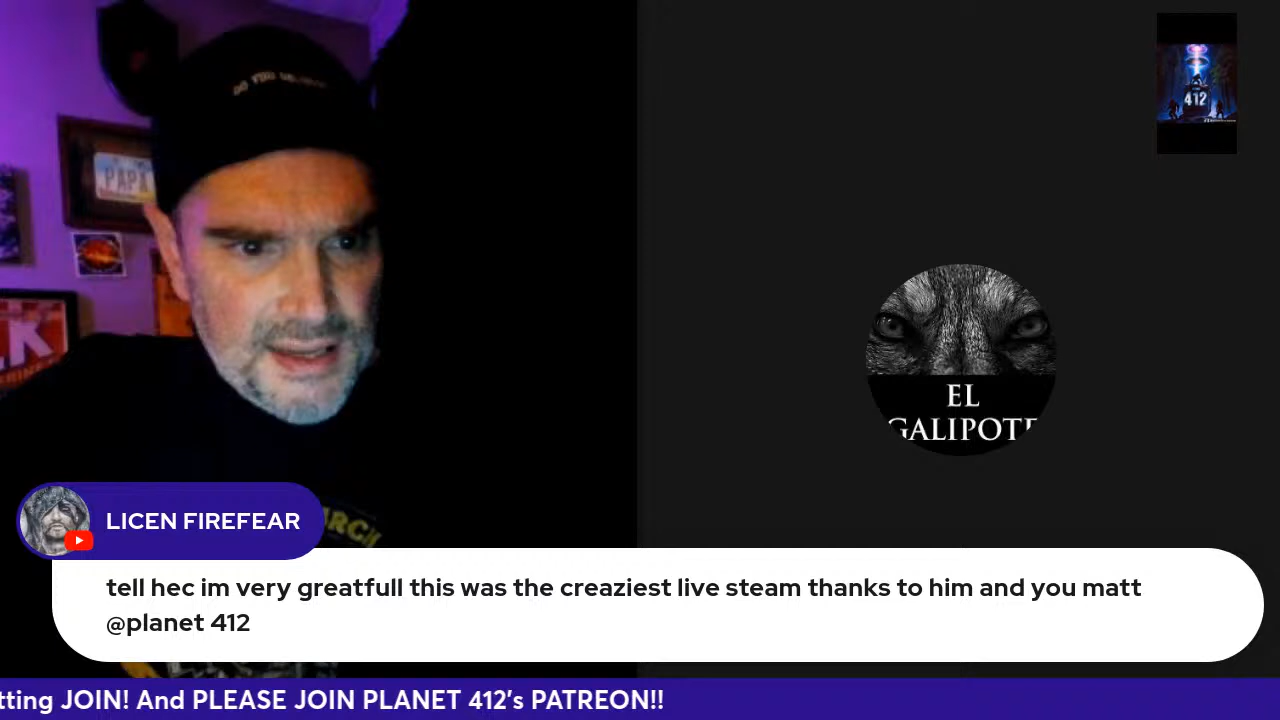 PAPA
412
EL
GALIPOTE
LICEN FIREFEAR
tell hec im very greatfull this was the creaziest live steam thanks to him and you matt
@planet 412
tting JOIN! And PLEASE JOIN PLANET 412's PATREON!!